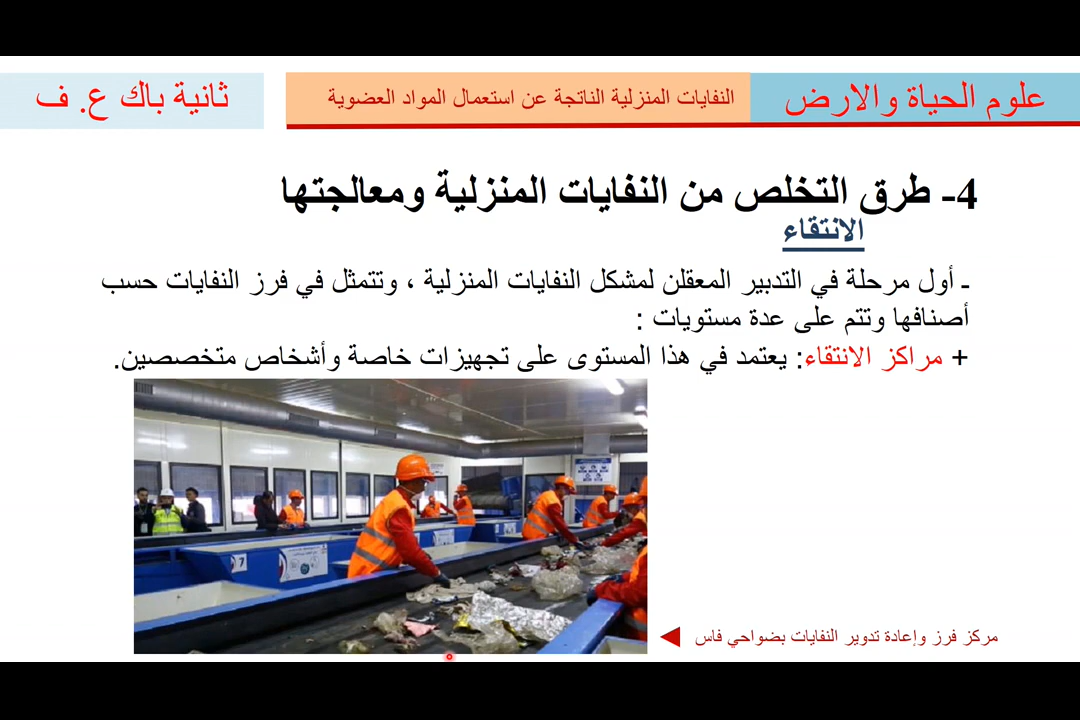 علوم الحياة والارض
النفايات المنزلية الناتجة عن استعمال المواد العضوية
ثانية باك ع. ف
4- طرق التخلص من النفايات المنزلية ومعالجتها
الانتقاء
- أول مرحلة في التدبير المعقلن لمشكل النفايات المنزلية ، وتتمثل في فرز النفايات حسب
أصنافها وتتم على عدة مستويات :
+ مراكز الانتقاء: يعتمد في هذا المستوى على تجهيزات خاصة وأشخاص متخصصين.
7
مركز فرز وإعادة تدوير النفايات بضواحي فاس